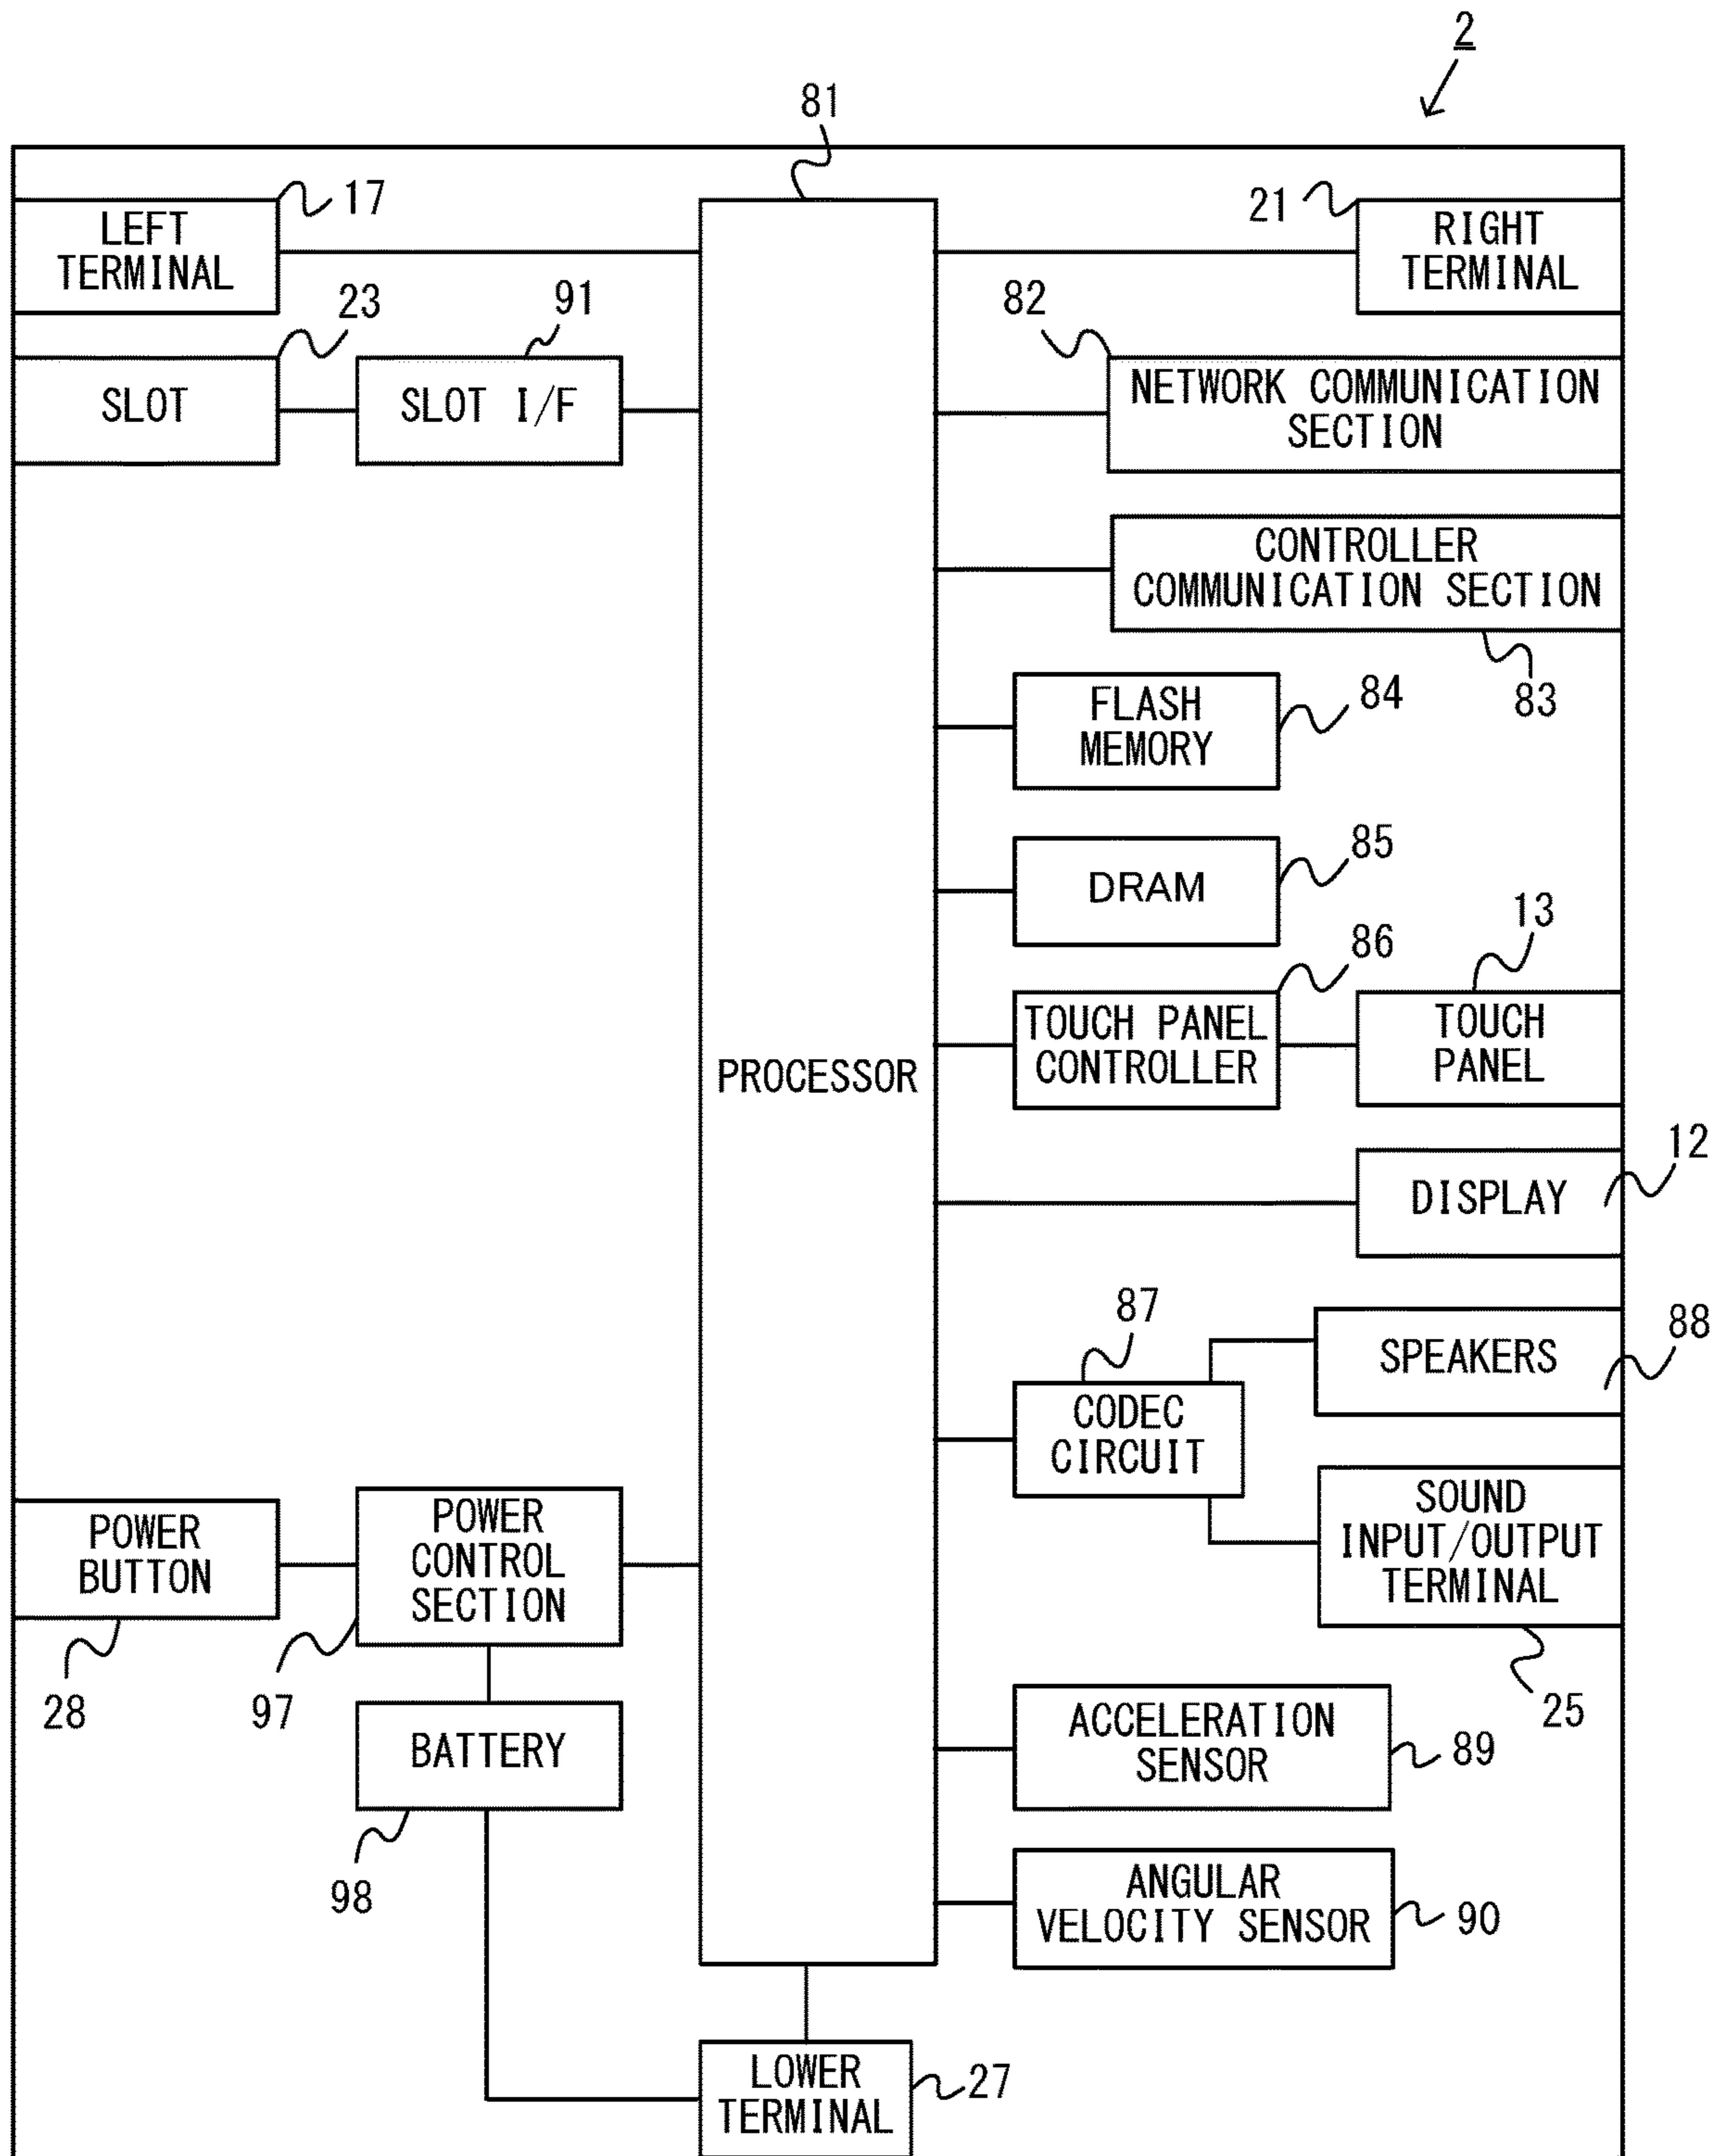 2
81
17
LEFT
TERMINAL
21
RIGHT
TERMINAL
23
SLOT
91
SLOT I/F
82
NETWORK COMMUNICATION
SECTION
CONTROLLER
COMMUNICATION SECTION
83
FLASH
MEMORY
84
DRAM
85
PROCESSOR
86
TOUCH PANEL
CONTROLLER
13
TOUCH
PANEL
12
DISPLAY
87
CODEC
CIRCUIT
88
SPEAKERS
SOUND
INPUT/OUTPUT
TERMINAL
25
POWER
BUTTON
28
POWER
CONTROL
SECTION
97
BATTERY
98
ACCELERATION
SENSOR
89
ANGULAR
VELOCITY SENSOR
90
LOWER
TERMINAL
27